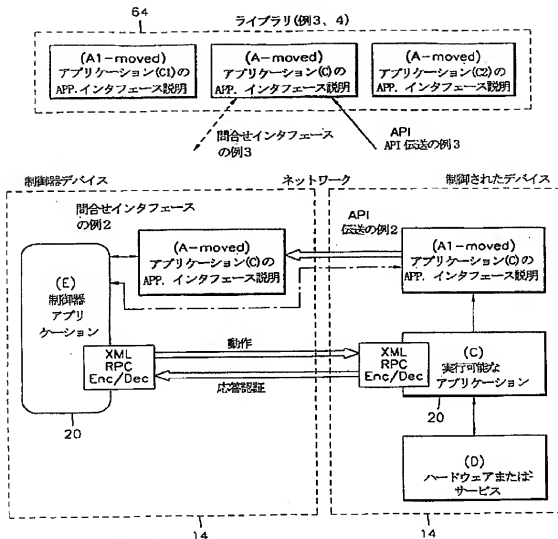 64
ライブラリ(例3、4)
(A1-moved)
アプリケーション(C1)の
APP.インタフェース説明
(A-moved)
アプリケーション(C)の
APP.インタフェース説明
(A-moved)
アプリケーション(C2)の
APP.インタフェース説明
問合せインタフェース
の例3
API
API 伝送の例3
制御器デバイス
ネットワーク
制御されたデバイス
問合せインタフェース
の例2
(A-moved)
アプリケーション(C)の
APP.インタフェース説明
API
伝送の例2
(A1-moved)
アプリケーション(C)の
APP.インタフェース説明
(E)
制御器
アプリ
ケーション
XML
RPC
Enc/Dec
動作
応答認証
XML
RPC
Enc/Dec
(C)
実行可能な
アプリケーション
20
20
(D)
ハードウェアまたは
サービス
14
14